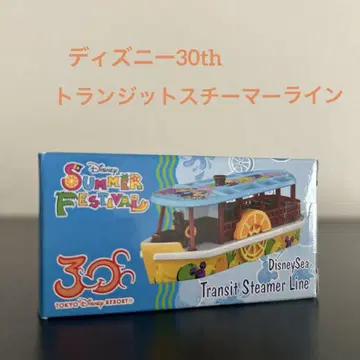 ディズニー30th
トランジットスチーマーライン
Disney
SUMMER
FESTIVAL
30th
TOKYO Disney RESORT®
DisneySea
Transit Steamer Line